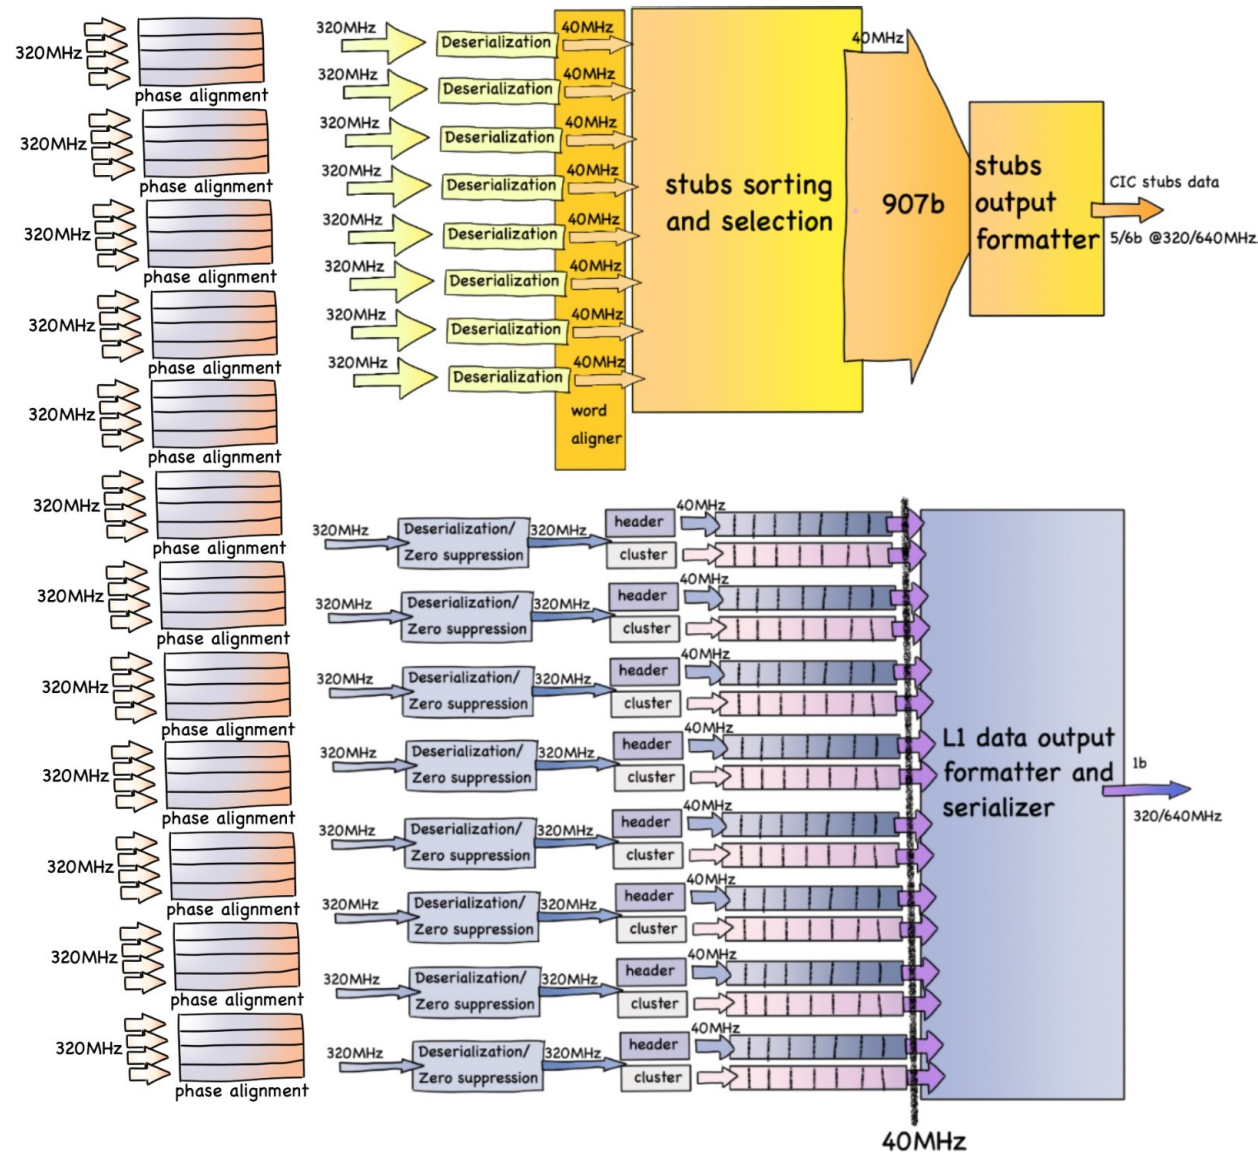 320MHz
phase alignment
320MHz
phase alignment
320MHz
phase alignment
320MHz
phase alignment
320MHz
phase alignment
320MHz
phase alignment
320MHz
phase alignment
320MHz
phase alignment
320MHz
phase alignment
320MHz
phase alignment
320MHz
phase alignment
320MHz
phase alignment
320MHz Deserialization 40MHz
320MHz Deserialization 40MHz
320MHz Deserialization 40MHz
320MHz Deserialization 40MHz
320MHz Deserialization 40MHz
320MHz Deserialization 40MHz
320MHz Deserialization 40MHz
320MHz Deserialization 40MHz
word
aligner
stubs sorting
and selection
40MHz
907b
stubs
output
formatter
CIC stubs data
5/6b @320/640MHz
320MHz Deserialization/
Zero suppression
320MHz header 40MHz
cluster
320MHz Deserialization/
Zero suppression
320MHz header 40MHz
cluster
320MHz Deserialization/
Zero suppression
320MHz header 40MHz
cluster
320MHz Deserialization/
Zero suppression
320MHz header 40MHz
cluster
320MHz Deserialization/
Zero suppression
320MHz header 40MHz
cluster
320MHz Deserialization/
Zero suppression
320MHz header 40MHz
cluster
320MHz Deserialization/
Zero suppression
320MHz header 40MHz
cluster
320MHz Deserialization/
Zero suppression
320MHz header 40MHz
cluster
40MHz
L1 data output
formatter and
serializer
1b
320/640MHz